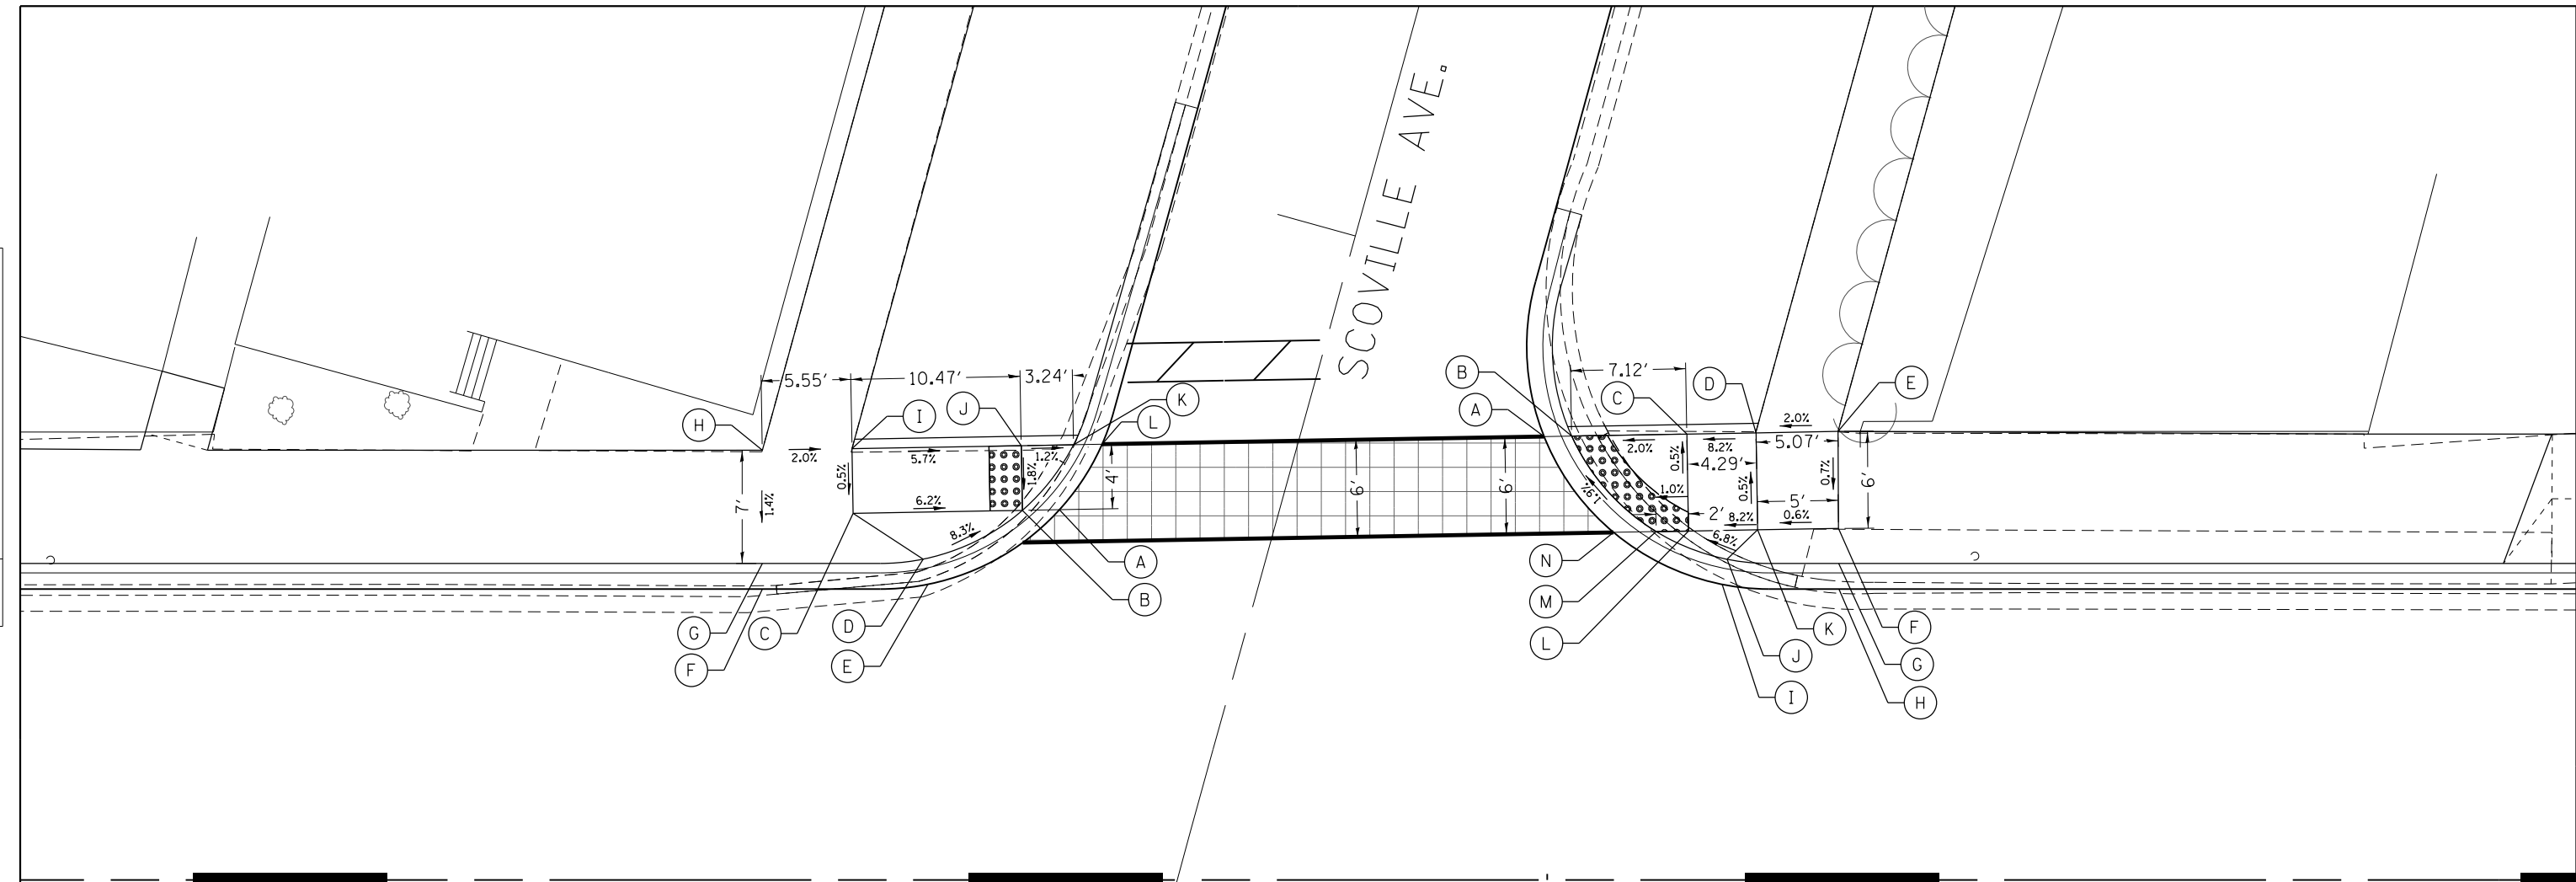 SCOVILLE AVE.
5.55′
10.47′
3.24′
7.12′
H
I
J
K
L
B
A
C
D
E
2.0%
5.7%
1.2%
2.0%
8.2%
2.0%
5.07′
4.29′
0.5%
1.8%
4′
6′
6′
0.5%
0.5%
0.7%
6′
7′
1.4%
6.2%
8.3%
1.9%
1.0%
2′
8.2%
5′
0.6%
6.8%
A
B
N
M
L
G
C
D
F
E
K
F
J
G
I
H